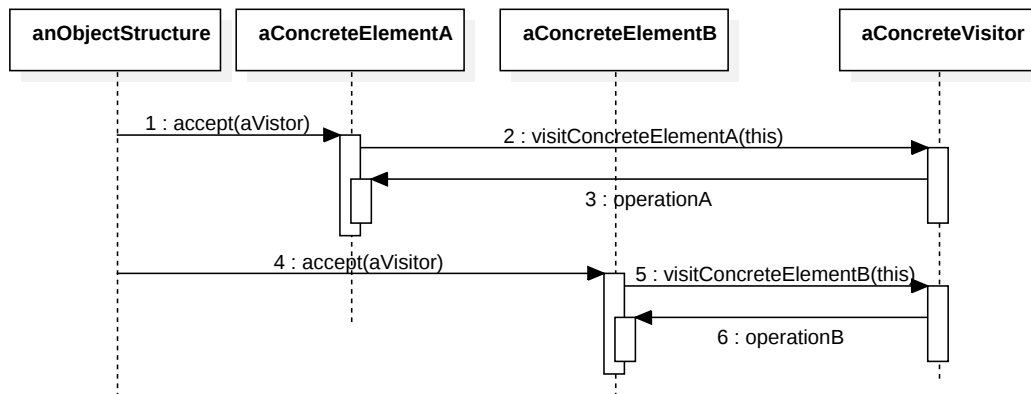 anObjectStructure
aConcreteElementA
aConcreteElementB
aConcreteVisitor
1 : accept(aVistor)
2 : visitConcreteElementA(this)
3 : operationA
4 : accept(aVisitor)
5 : visitConcreteElementB(this)
6 : operationB